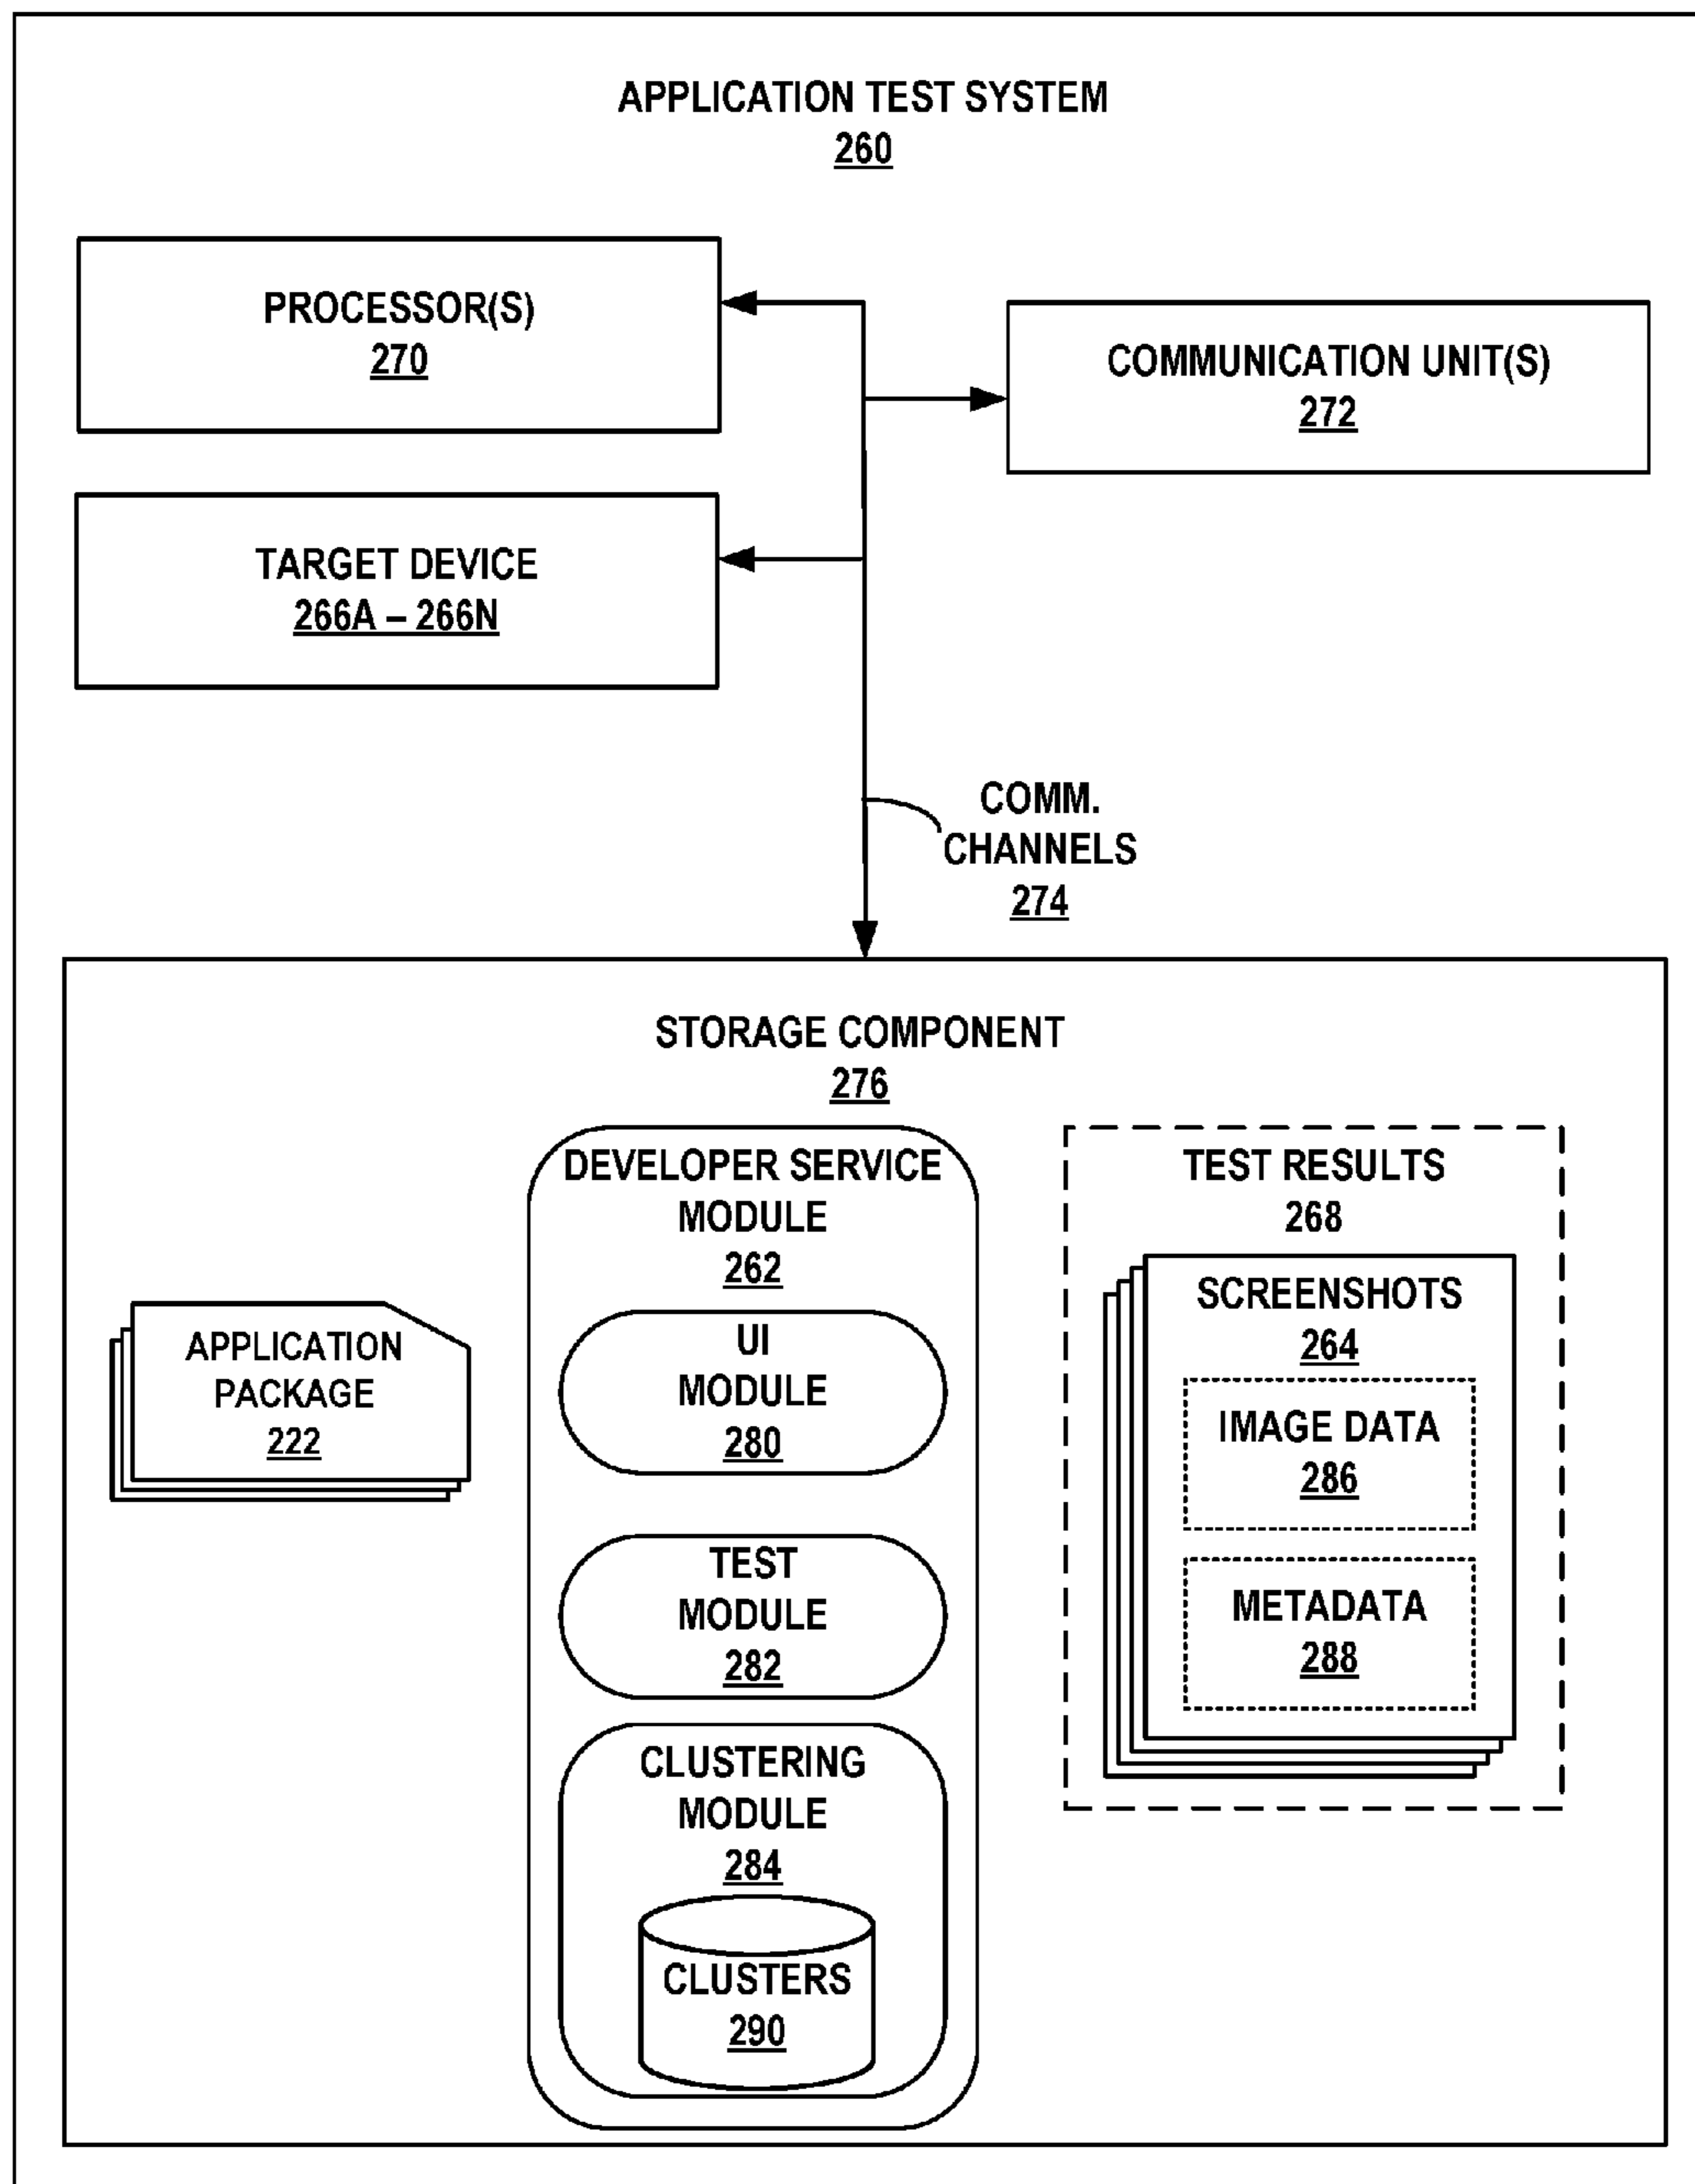 APPLICATION TEST SYSTEM
260
PROCESSOR(S)
270
COMMUNICATION UNIT(S)
272
TARGET DEVICE
266A – 266N
COMM.
CHANNELS
274
STORAGE COMPONENT
276
APPLICATION
PACKAGE
222
DEVELOPER SERVICE
MODULE
262
UI
MODULE
280
TEST
MODULE
282
CLUSTERING
MODULE
284
CLUSTERS
290
TEST RESULTS
268
SCREENSHOTS
264
IMAGE DATA
286
METADATA
288